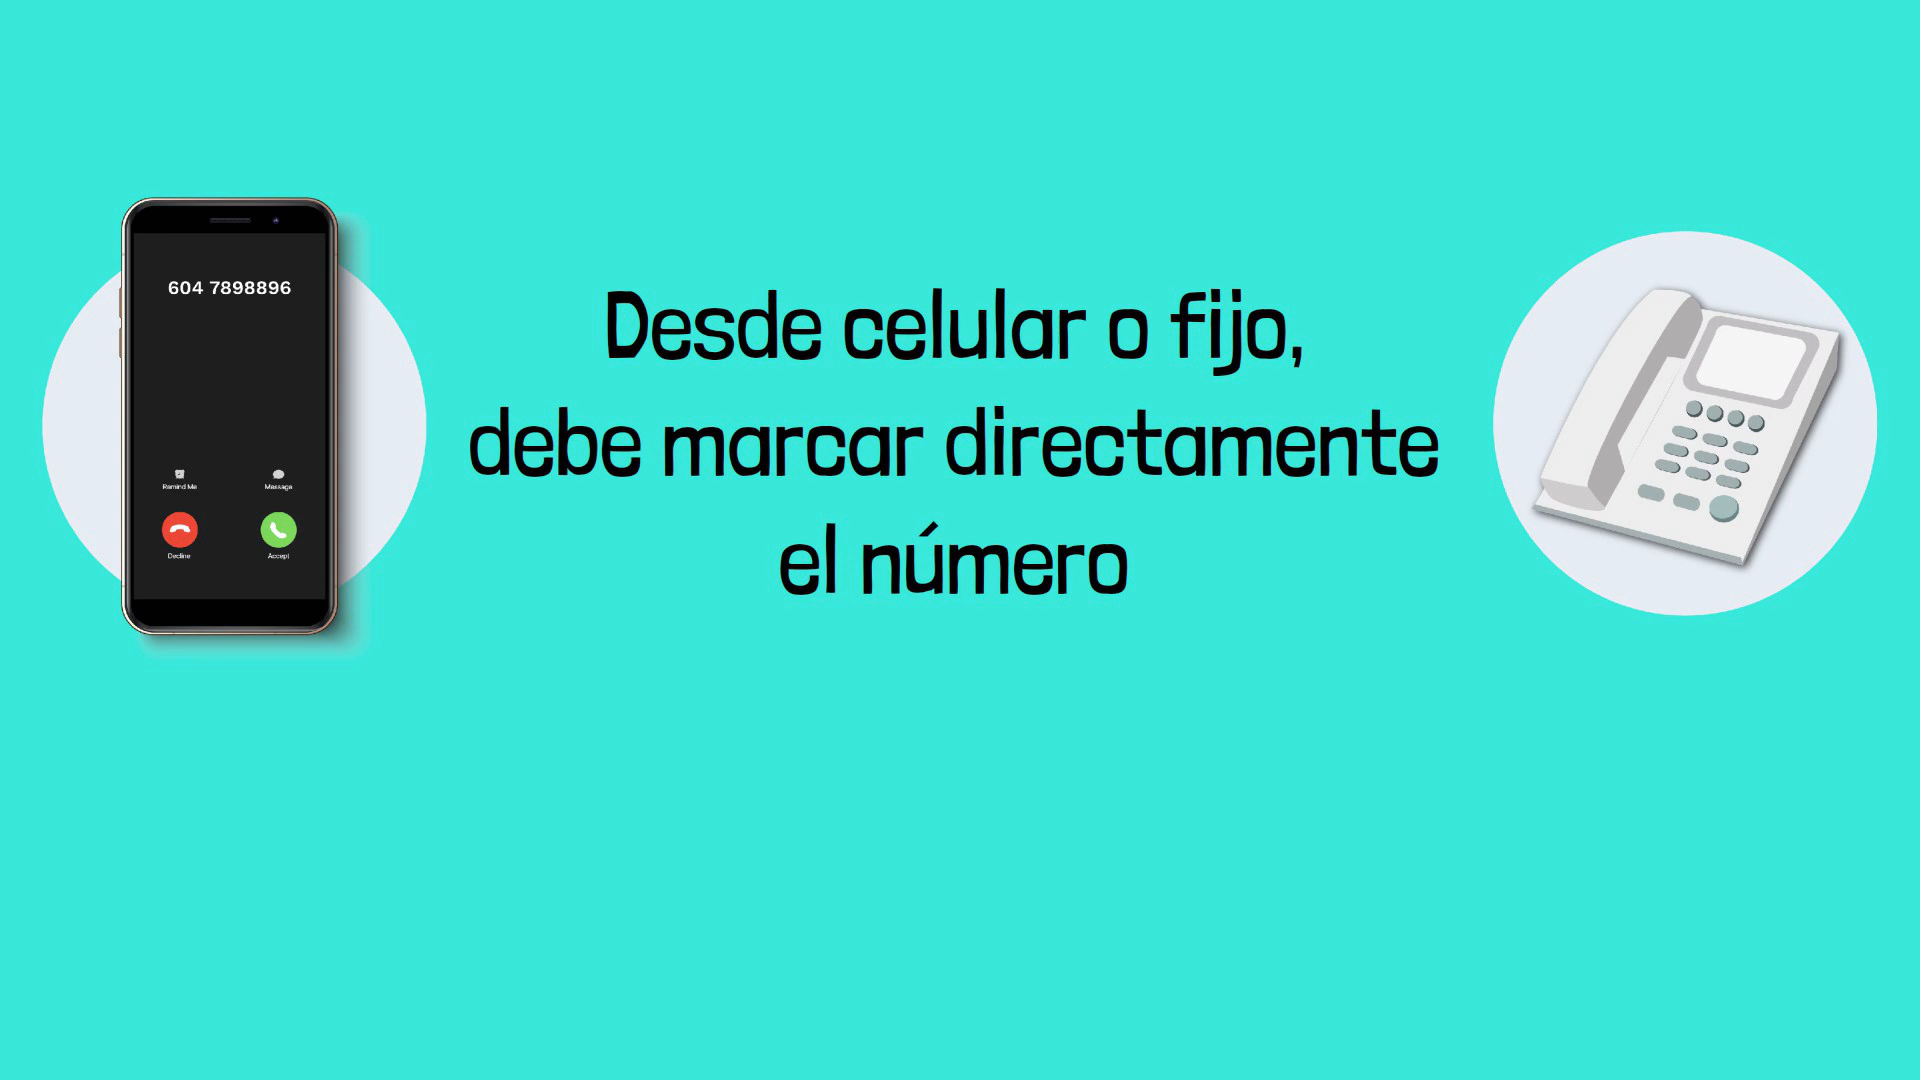 604 7898896
Remind Me
Message
Decline
Accept
Desde celular o fijo,
debe marcar directamente
el número